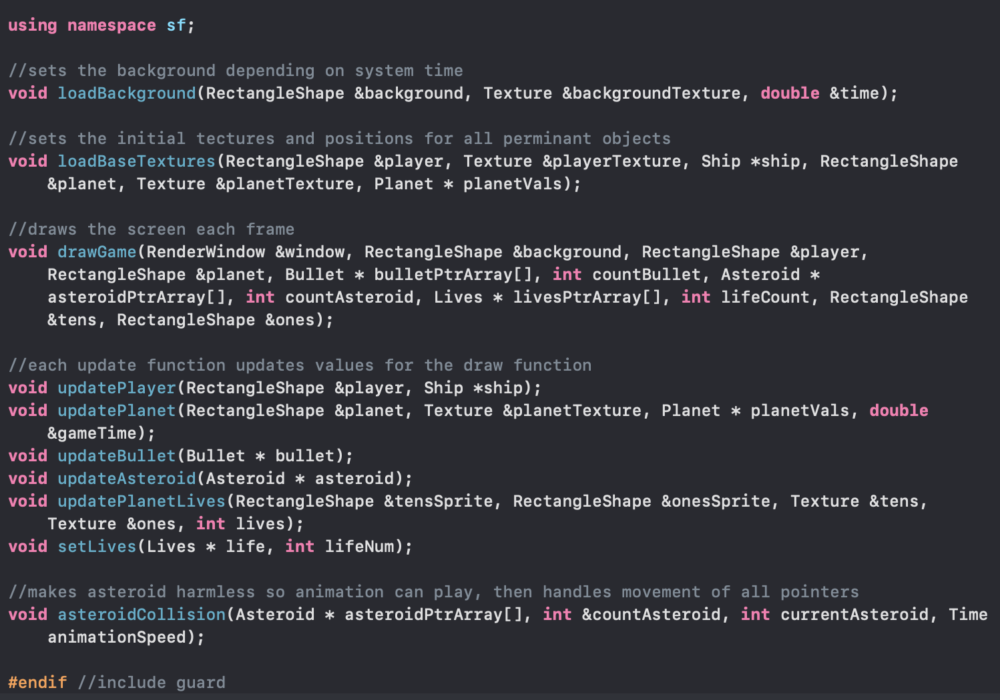 using namespace sf;
//sets the background depending on system time
void loadBackground(RectangleShape &background, Texture &backgroundTexture, double &time);
//sets the initial tectures and positions for all perminant objects
void loadBaseTextures(RectangleShape &player, Texture &playerTexture, Ship *ship, RectangleShape
&planet, Texture &planetTexture, Planet * planetVals);
//draws the screen each frame
void drawGame(RenderWindow &window, RectangleShape &background, RectangleShape &player,
RectangleShape &planet, Bullet * bulletPtrArray[], int countBullet, Asteroid *
asteroidPtrArray[], int countAsteroid, Lives * livesPtrArray[], int lifeCount, RectangleShape
&tens, RectangleShape &ones);
//each update function updates values for the draw function
void updatePlayer(RectangleShape &player, Ship *ship);
void updatePlanet(RectangleShape &planet, Texture &planetTexture, Planet * planetVals, double
&gameTime);
void updateBullet(Bullet * bullet);
void updateAsteroid(Asteroid * asteroid);
void updatePlanetLives(RectangleShape &tensSprite, RectangleShape &onesSprite, Texture &tens,
Texture &ones, int lives);
void setLives(Lives * life, int lifeNum);
//makes asteroid harmless so animation can play, then handles movement of all pointers
void asteroidCollision(Asteroid * asteroidPtrArray[], int &countAsteroid, int currentAsteroid, Time
animationSpeed);
#endif //include guard